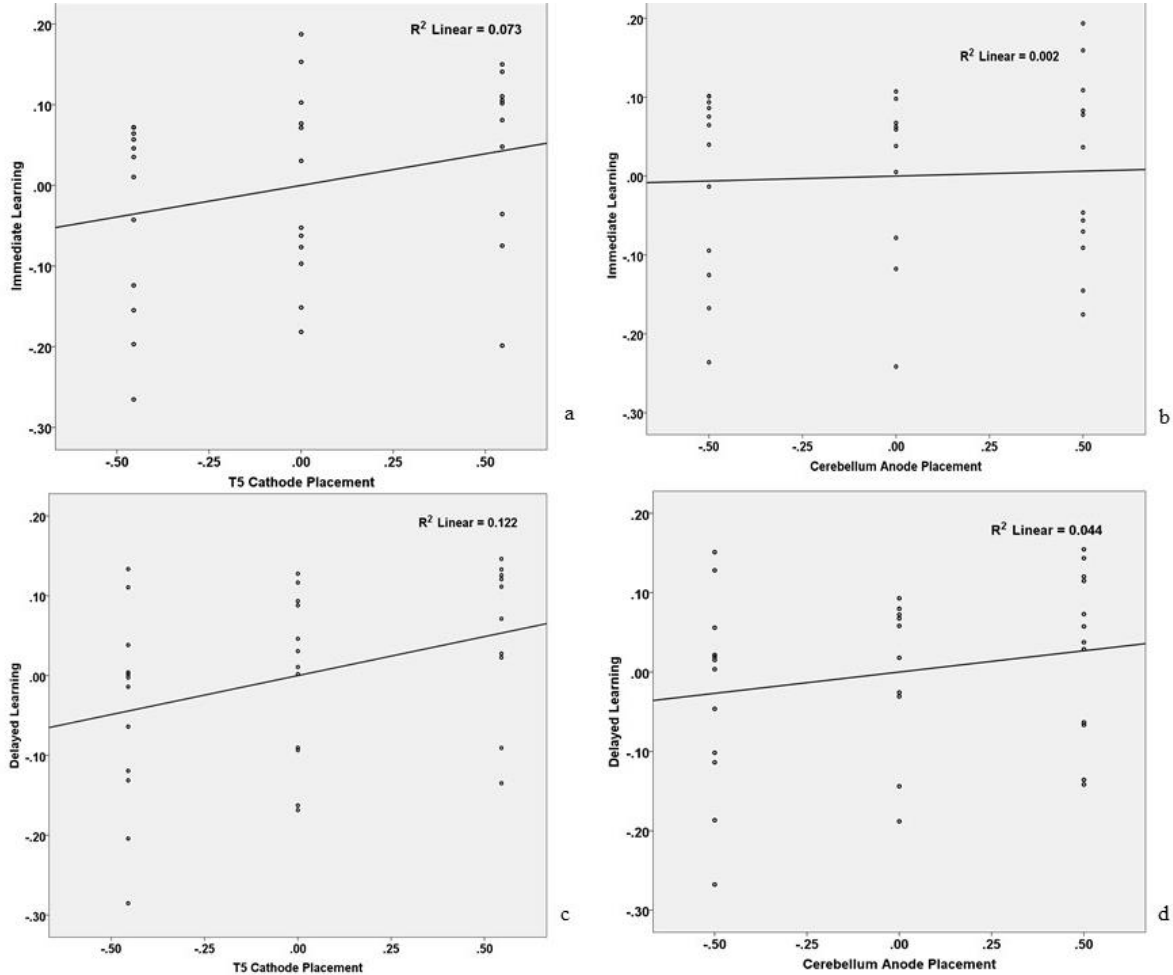 R² Linear = 0.073
.20
.10
.00
-.10
-.20
-.30
Immediate Learning
-.50
-.25
.00
.25
.50
T5 Cathode Placement
a
R² Linear = 0.002
.20
.10
.00
-.10
-.20
-.30
Immediate Learning
-.50
-.25
.00
.25
.50
Cerebellum Anode Placement
b
R² Linear = 0.122
.20
.10
.00
-.10
-.20
-.30
Delayed Learning
-.50
-.25
.00
.25
.50
T5 Cathode Placement
c
R² Linear = 0.044
.20
.10
.00
-.10
-.20
-.30
Delayed Learning
-.50
-.25
.00
.25
.50
Cerebellum Anode Placement
d